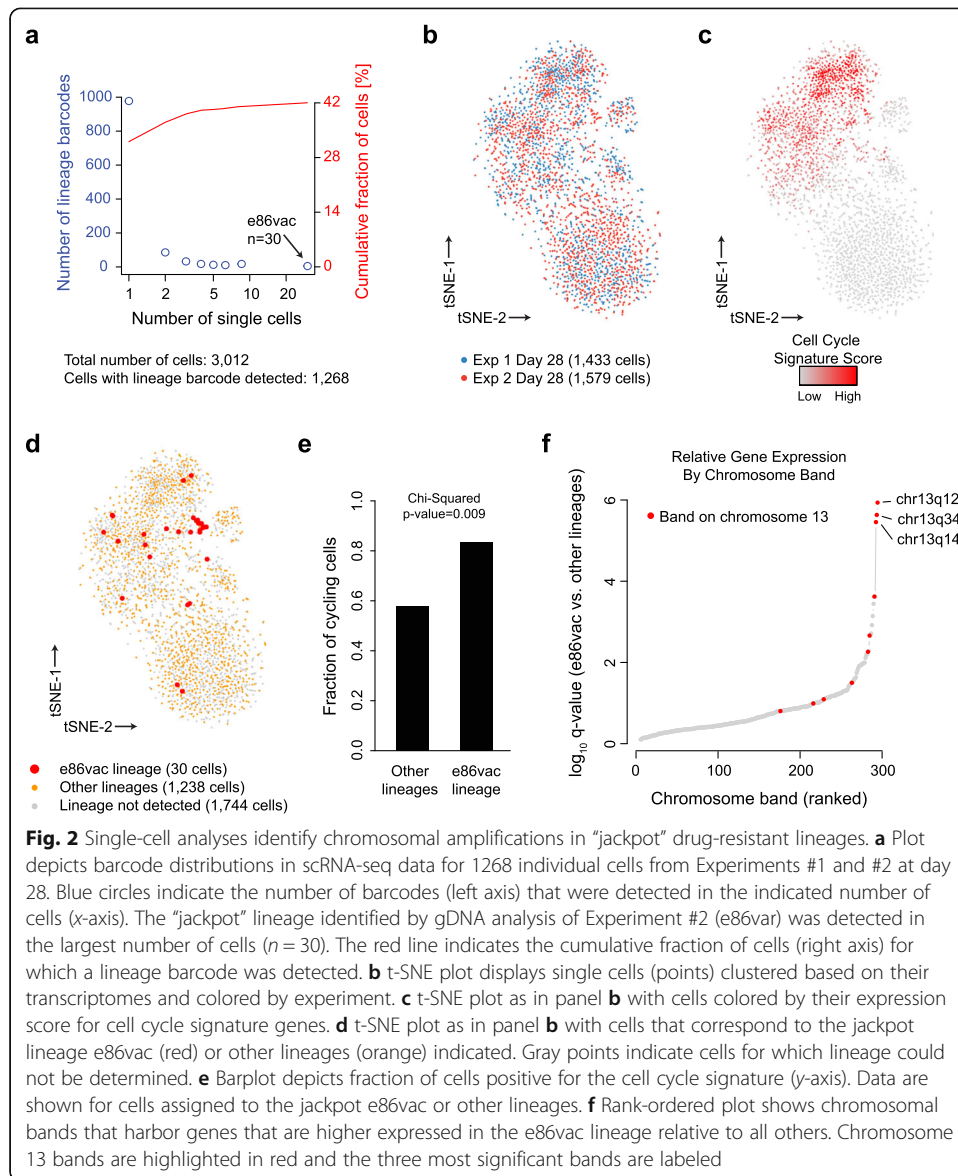 a
Number of lineage barcodes
1000
800
600
400
200
0
Cumulative fraction of cells [%]
42
28
14
0
e86vac
n=30
1 2 5 10 20
Number of single cells
Total number of cells: 3,012
Cells with lineage barcode detected: 1,268
b
tSNE-1
tSNE-2
Exp 1 Day 28 (1,433 cells)
Exp 2 Day 28 (1,579 cells)
c
tSNE-1
tSNE-2
Cell Cycle
Signature Score
Low High
d
tSNE-1
tSNE-2
e86vac lineage (30 cells)
Other lineages (1,238 cells)
Lineage not detected (1,744 cells)
e
Chi-Squared
p-value=0.009
Fraction of cycling cells
1.0
0.8
0.6
0.4
0.2
0.0
Other
lineages
e86vac
lineage
f
Relative Gene Expression
By Chromosome Band
Band on chromosome 13
chr13q12
chr13q34
chr13q14
log10 q-value (e86vac vs. other lineages)
6
4
2
0
0 100 200 300
Chromosome band (ranked)
Fig. 2 Single-cell analyses identify chromosomal amplifications in “jackpot” drug-resistant lineages. a Plot
depicts barcode distributions in scRNA-seq data for 1268 individual cells from Experiments #1 and #2 at day
28. Blue circles indicate the number of barcodes (left axis) that were detected in the indicated number of
cells (x-axis). The “jackpot” lineage identified by gDNA analysis of Experiment #2 (e86var) was detected in
the largest number of cells (n = 30). The red line indicates the cumulative fraction of cells (right axis) for
which a lineage barcode was detected. b t-SNE plot displays single cells (points) clustered based on their
transcriptomes and colored by experiment. c t-SNE plot as in panel b with cells colored by their expression
score for cell cycle signature genes. d t-SNE plot as in panel b with cells that correspond to the jackpot
lineage e86vac (red) or other lineages (orange) indicated. Gray points indicate cells for which lineage could
not be determined. e Barplot depicts fraction of cells positive for the cell cycle signature (y-axis). Data are
shown for cells assigned to the jackpot e86vac or other lineages. f Rank-ordered plot shows chromosomal
bands that harbor genes that are higher expressed in the e86vac lineage relative to all others. Chromosome
13 bands are highlighted in red and the three most significant bands are labeled